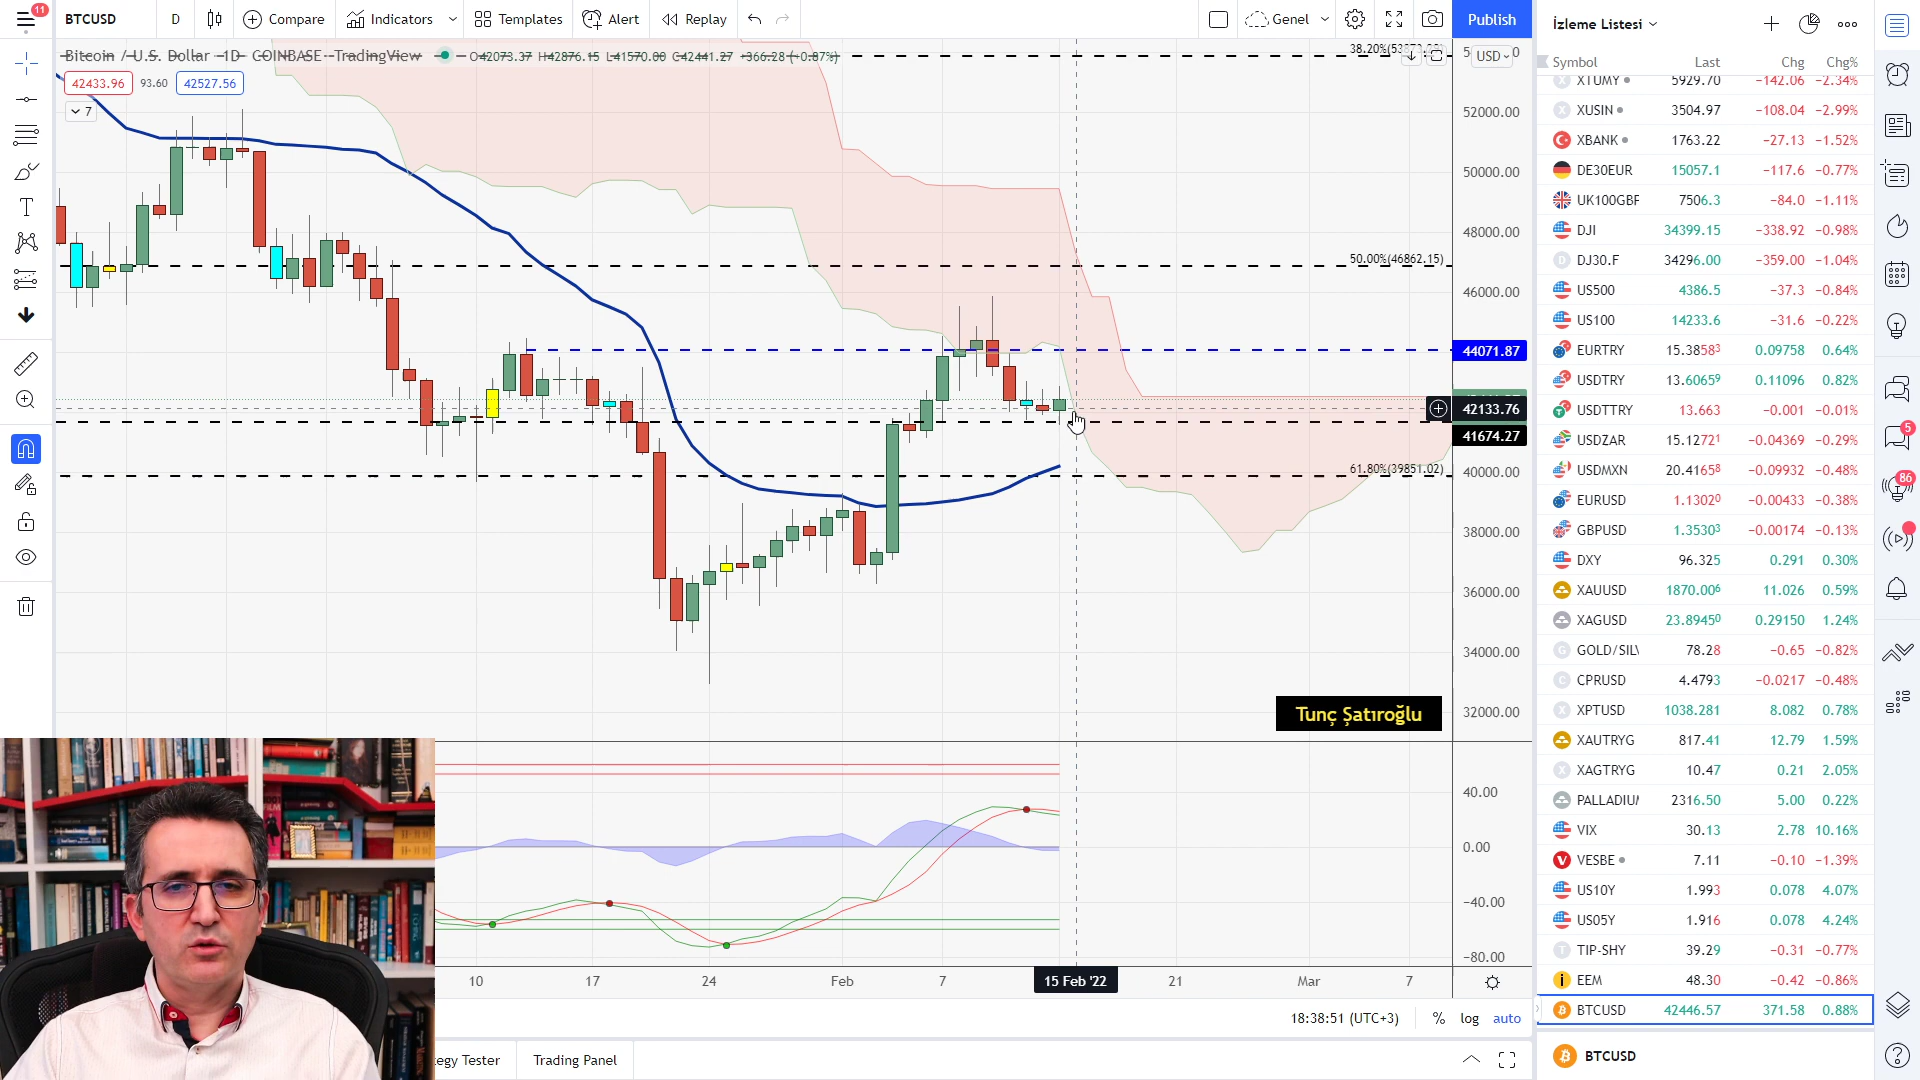 11
BTCUSD
D
Compare
Indicators
Templates
Alert
Replay
Genel
Publish
Bitcoin / U.S. Dollar · 1D · COINBASE · TradingView
O42073.37 H42876.15 L41570.00 C42441.27 +366.28 (+0.87%)
42433.96 93.60 42527.56
7
USD
52000.00
50000.00
48000.00
46000.00
44071.87
42133.76
41674.27
40000.00
38000.00
36000.00
34000.00
32000.00
50.00%(46862.15)
61.80%(39851.02)
Tunç Şatıroğlu
40.00
0.00
-40.00
-80.00
10
17
24
Feb
7
15 Feb '22
21
Mar
7
18:38:51 (UTC+3)
%
log
auto
Trading Panel
İzleme Listesi
Symbol Last Chg Chg%
XTUMY 5929.70 −142.06 −2.34%
XUSIN 3504.97 −108.04 −2.99%
XBANK 1763.22 −27.13 −1.52%
DE30EUR 15057.1 −117.6 −0.77%
UK100GBF 7506.3 −84.0 −1.11%
DJI 34399.15 −338.92 −0.98%
DJ30.F 34296.00 −359.00 −1.04%
US500 4386.5 −37.3 −0.84%
US100 14233.6 −31.6 −0.22%
EURTRY 15.3858³ 0.09758 0.64%
USDTRY 13.6065⁹ 0.11096 0.82%
USDTTRY 13.663 −0.001 −0.01%
USDZAR 15.1272¹ −0.04369 −0.29%
USDMXN 20.4165⁸ −0.09932 −0.48%
EURUSD 1.1302⁰ −0.00433 −0.38%
GBPUSD 1.3530³ −0.00174 −0.13%
DXY 96.325 0.291 0.30%
XAUUSD 1870.00⁶ 11.026 0.59%
XAGUSD 23.8945⁰ 0.29150 1.24%
GOLD/SIL 78.28 −0.65 −0.82%
CPRUSD 4.4793 −0.0217 −0.48%
XPTUSD 1038.281 8.082 0.78%
XAUTRYG 817.41 12.79 1.59%
XAGTRYG 10.47 0.21 2.05%
PALLADIU 2316.50 5.00 0.22%
VIX 30.13 2.78 10.16%
VESBE 7.11 −0.10 −1.39%
US10Y 1.993 0.078 4.07%
US05Y 1.916 0.078 4.24%
TIP-SHY 39.29 −0.31 −0.77%
EEM 48.30 −0.42 −0.86%
BTCUSD 42446.57 371.58 0.88%
BTCUSD
5
86